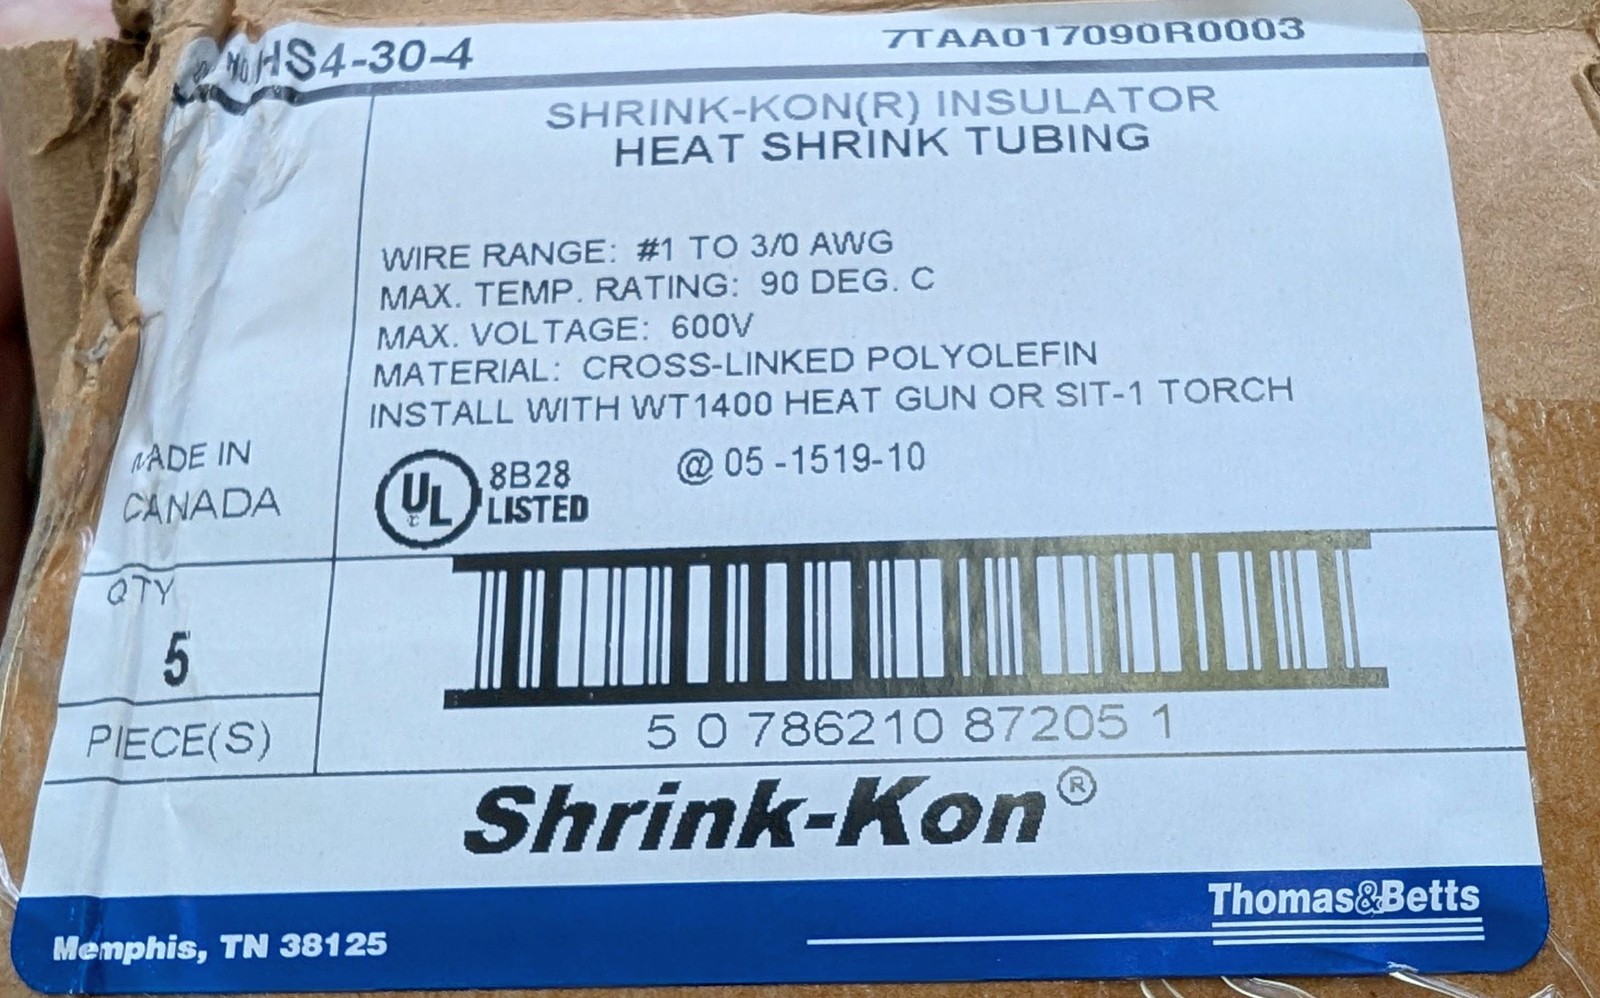 HS4-30-4
7TAA017090R0003
SHRINK-KON(R) INSULATOR
HEAT SHRINK TUBING
WIRE RANGE: #1 TO 3/0 AWG
MAX. TEMP. RATING: 90 DEG. C
MAX. VOLTAGE: 600V
MATERIAL: CROSS-LINKED POLYOLEFIN
INSTALL WITH WT1400 HEAT GUN OR SIT-1 TORCH
MADE IN
CANADA
UL
8B28
LISTED
@ 05 -1519-10
QTY
5
PIECE(S)
5 0 786210 87205 1
Shrink-Kon®
Thomas&Betts
Memphis, TN 38125